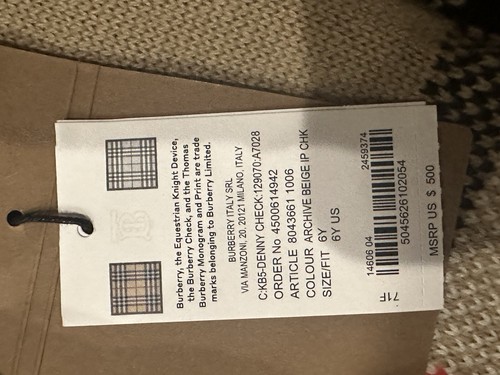 Burberry, the Equestrian Knight Device,
the Burberry Check, and the Thomas
Burberry Monogram and Print are trade
marks belonging to Burberry Limited.
BURBERRY ITALY SRL
VIA MANZONI, 20, 20121 MILANO, ITALY
C:KB5-DENNY CHECK:129070:A7028
ORDER No 4500614942
ARTICLE 8043661 1006
COLOUR ARCHIVE BEIGE IP CHK
SIZE/FIT 6Y
6Y US
14606 04
2459374
5045626102054
71F
MSRP US $ 500